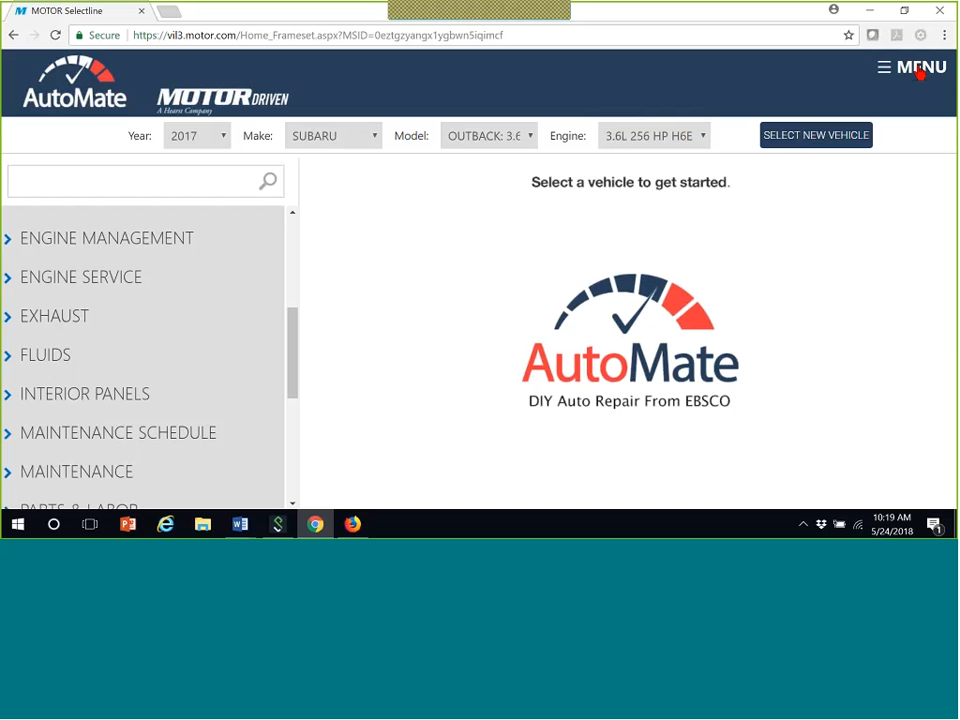 MOTOR Selectline
Secure https://vil3.motor.com/Home_Frameset.aspx?MSID=0eztgzyangx1ygbwn5iqimcf
AutoMate
MOTOR DRIVEN
A Hearst Company
☰ MENU
Year: 2017 Make: SUBARU Model: OUTBACK: 3.6 Engine: 3.6L 256 HP H6E SELECT NEW VEHICLE
Select a vehicle to get started.
ENGINE MANAGEMENT
ENGINE SERVICE
EXHAUST
FLUIDS
INTERIOR PANELS
MAINTENANCE SCHEDULE
MAINTENANCE
PARTS & LABOR
AutoMate
DIY Auto Repair From EBSCO
10:19 AM
5/24/2018
1